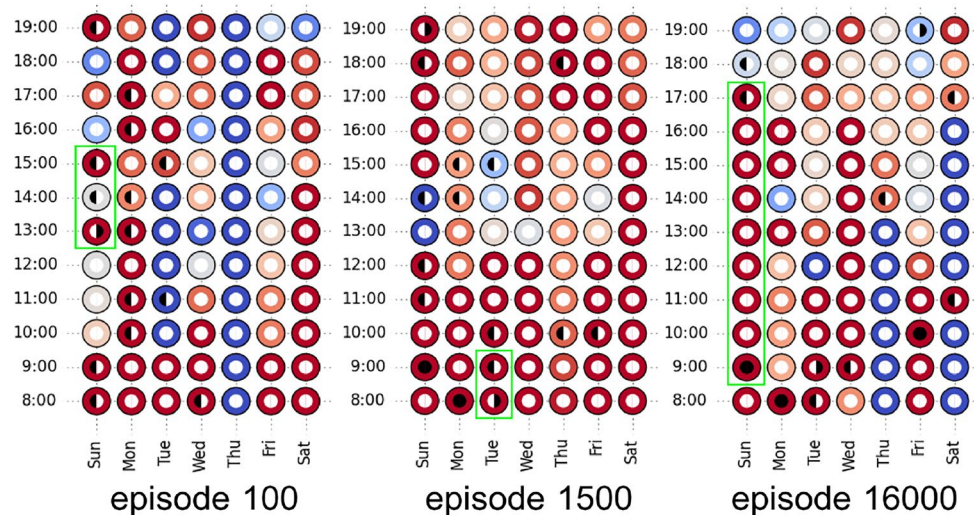 19:00 19:00 19:00
18:00 18:00 18:00
17:00 17:00 17:00
16:00 16:00 16:00
15:00 15:00 15:00
14:00 14:00 14:00
13:00 13:00 13:00
12:00 12:00 12:00
11:00 11:00 11:00
10:00 10:00 10:00
9:00 9:00 9:00
8:00 8:00 8:00
Sun Mon Tue Wed Thu Fri Sat Sun Mon Tue Wed Thu Fri Sat Sun Mon Tue Wed Thu Fri Sat
episode 100 episode 1500 episode 16000